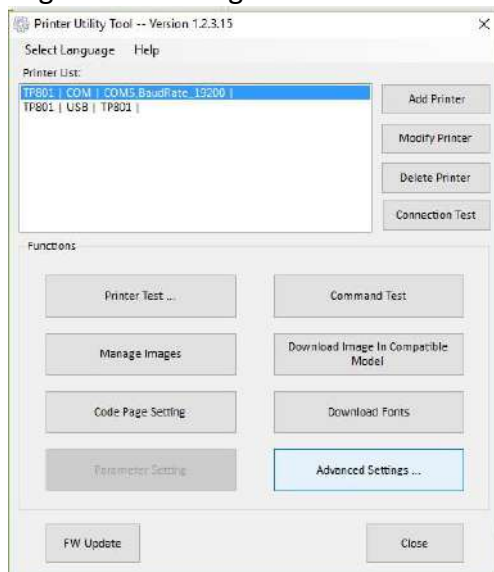 Printer Utility Tool -- Version 1.2.3.15
Select Language Help
Printer List:
TP801 | COM | COM5,BaudRate_19200 |
TP801 | USB | TP801 |
Add Printer
Modify Printer
Delete Printer
Connection Test
Functions
Printer Test ...
Command Test
Manage Images
Download Image In Compatible
Model
Code Page Setting
Download Fonts
Parameter Setting
Advanced Settings ...
FW Update
Close